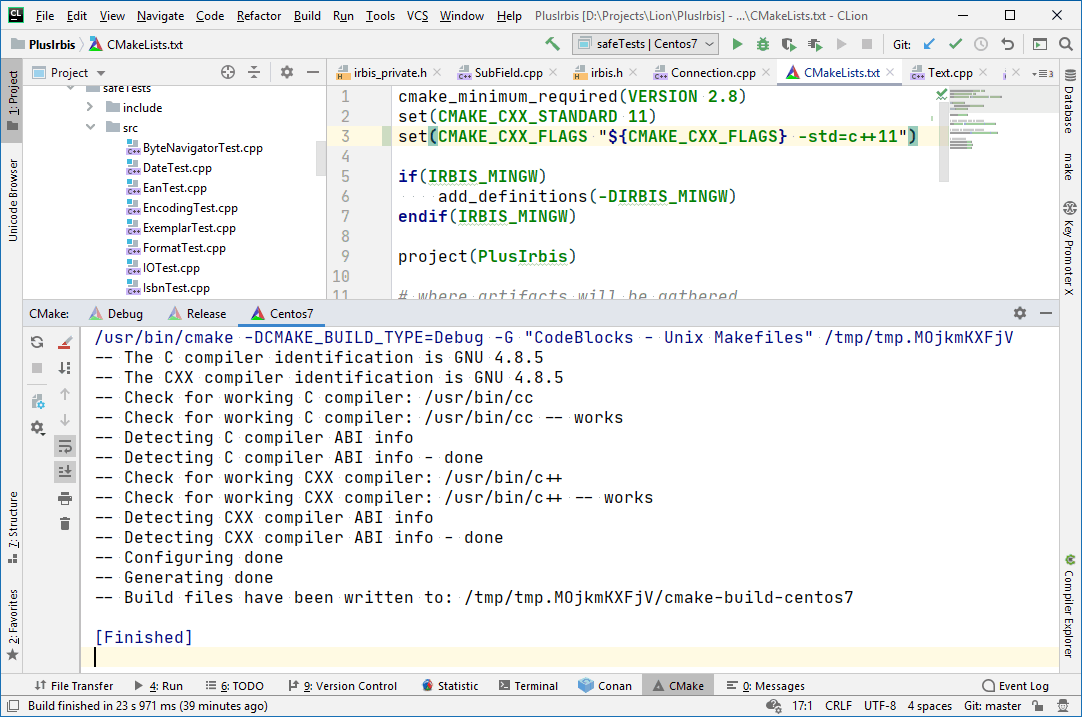 CL File Edit View Navigate Code Refactor Build Run Tools VCS Window Help PlusIrbis [D:\Projects\Lion\PlusIrbis] - ...\CMakeLists.txt - CLion
PlusIrbis CMakeLists.txt safeTests | Centos7 Git:
Project irbis_private.h SubField.cpp irbis.h Connection.cpp CMakeLists.txt Text.cpp
1: Project
Unicode Browser
7: Structure
2: Favorites
safeTests
include
src
ByteNavigatorTest.cpp
DateTest.cpp
EanTest.cpp
EncodingTest.cpp
ExemplarTest.cpp
FormatTest.cpp
IOTest.cpp
IsbnTest.cpp
1 cmake_minimum_required(VERSION 2.8)
2 set(CMAKE_CXX_STANDARD 11)
3 set(CMAKE_CXX_FLAGS "${CMAKE_CXX_FLAGS} -std=c++11")
4
5 if(IRBIS_MINGW)
6     add_definitions(-DIRBIS_MINGW)
7 endif(IRBIS_MINGW)
8
9 project(PlusIrbis)
10
11 # where artifacts will be gathered
Database
make
Key Promoter X
Compiler Explorer
CMake: Debug Release Centos7
/usr/bin/cmake -DCMAKE_BUILD_TYPE=Debug -G "CodeBlocks - Unix Makefiles" /tmp/tmp.MOjkmKXFjV
-- The C compiler identification is GNU 4.8.5
-- The CXX compiler identification is GNU 4.8.5
-- Check for working C compiler: /usr/bin/cc
-- Check for working C compiler: /usr/bin/cc -- works
-- Detecting C compiler ABI info
-- Detecting C compiler ABI info - done
-- Check for working CXX compiler: /usr/bin/c++
-- Check for working CXX compiler: /usr/bin/c++ -- works
-- Detecting CXX compiler ABI info
-- Detecting CXX compiler ABI info - done
-- Configuring done
-- Generating done
-- Build files have been written to: /tmp/tmp.MOjkmKXFjV/cmake-build-centos7
[Finished]
File Transfer 4: Run 6: TODO 9: Version Control Statistic Terminal Conan CMake 0: Messages Event Log
Build finished in 23 s 971 ms (39 minutes ago) 17:1 CRLF UTF-8 4 spaces Git: master